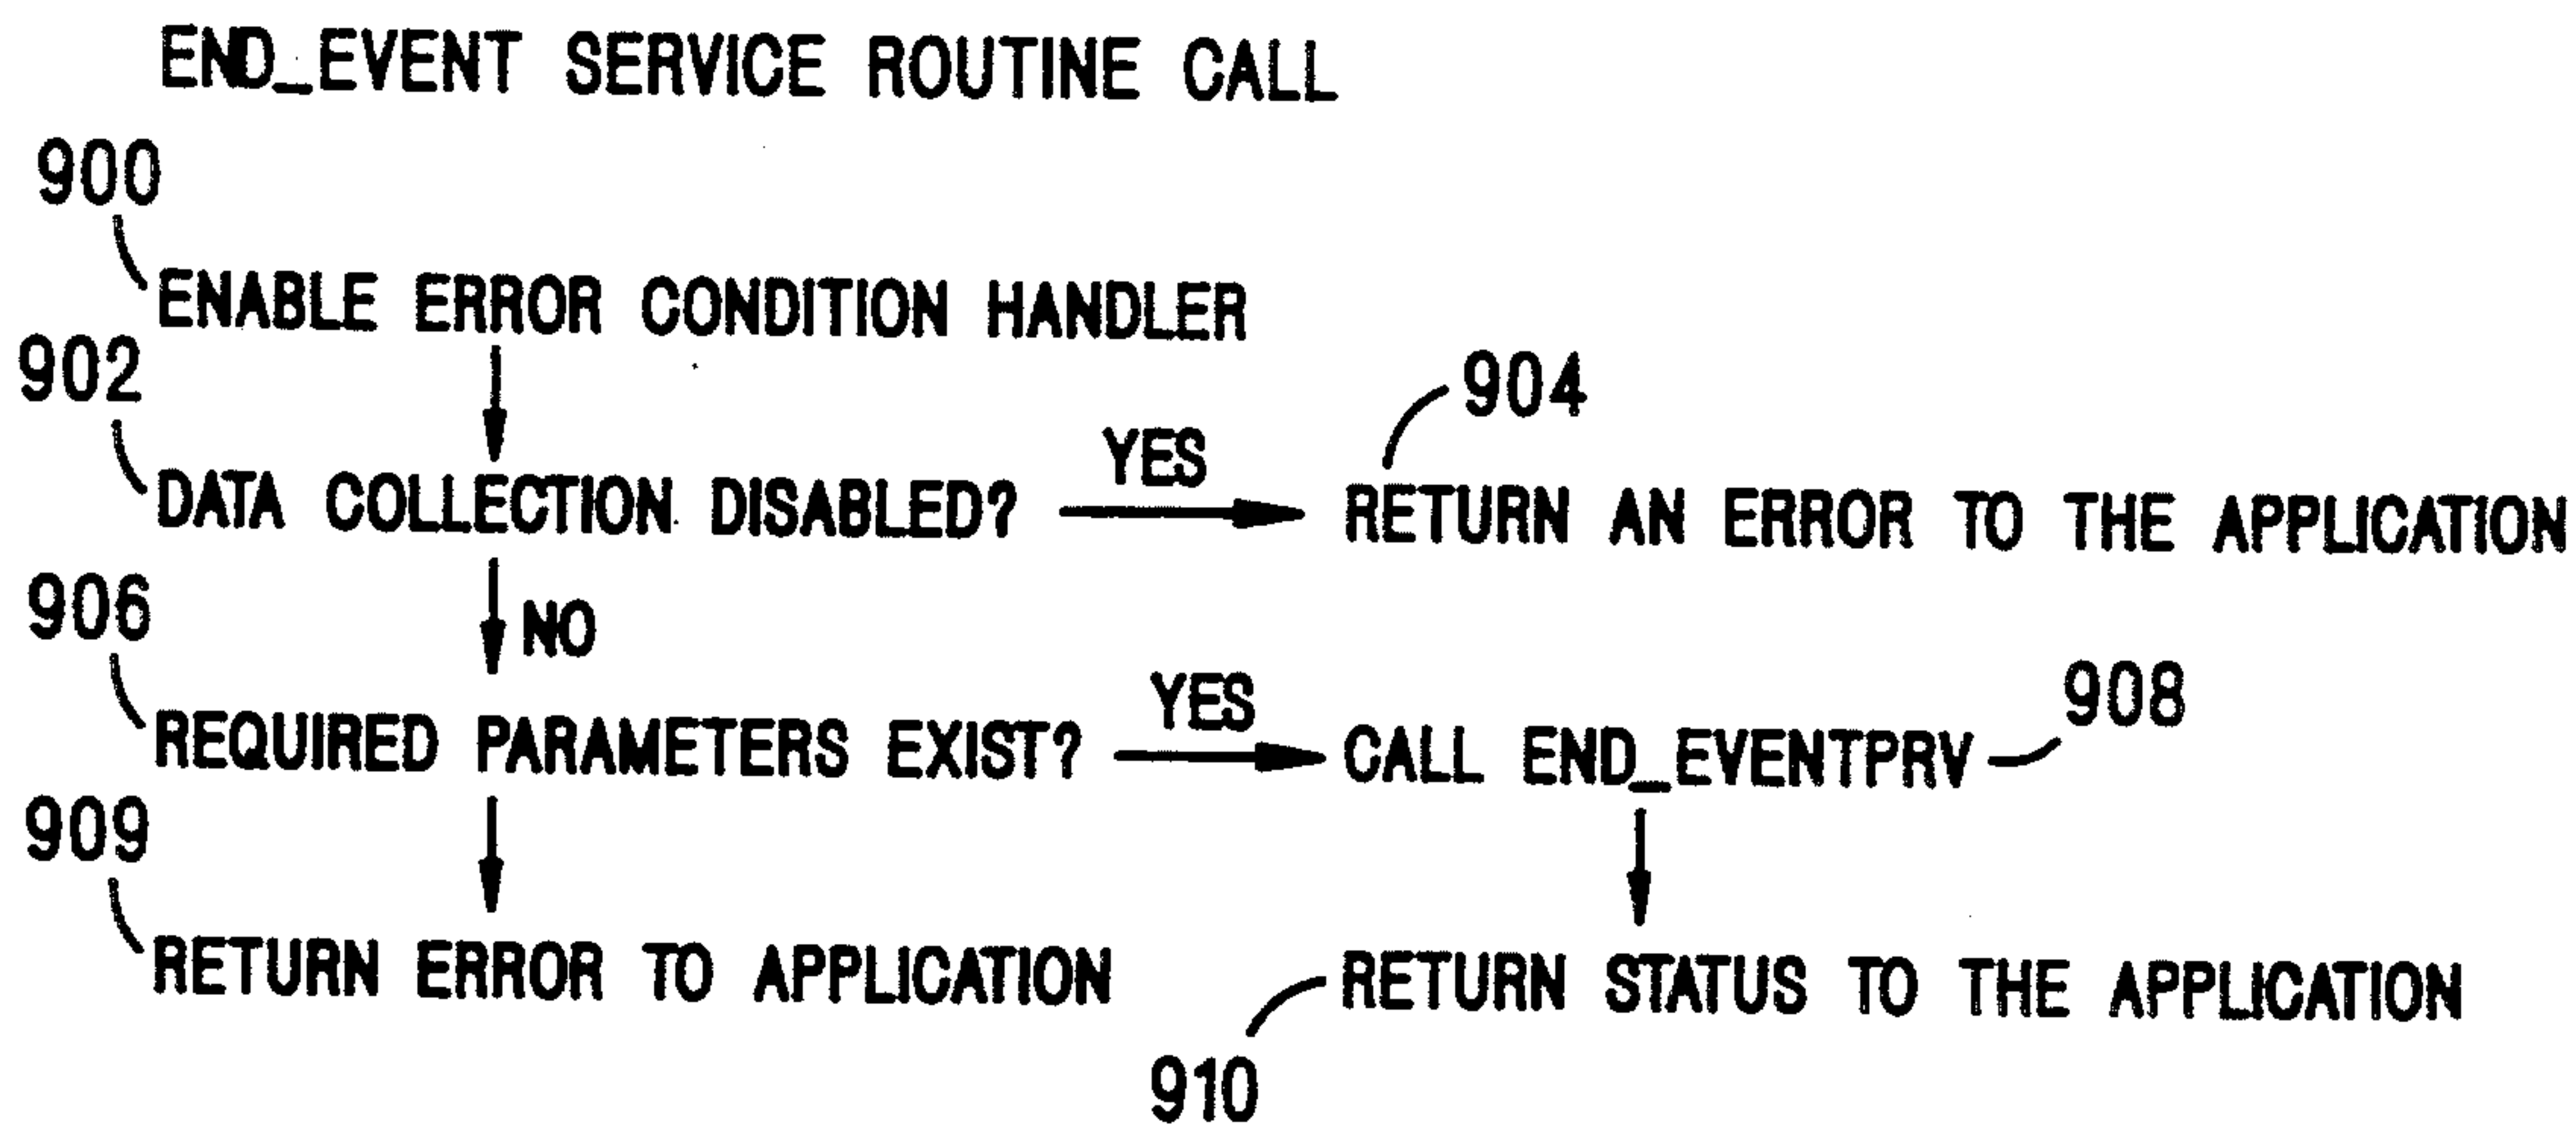 END_EVENT SERVICE ROUTINE CALL
900
ENABLE ERROR CONDITION HANDLER
902
904
YES
DATA COLLECTION DISABLED?
RETURN AN ERROR TO THE APPLICATION
906
NO
YES
908
REQUIRED PARAMETERS EXIST?
CALL END_EVENTPRV
909
RETURN ERROR TO APPLICATION
RETURN STATUS TO THE APPLICATION
910